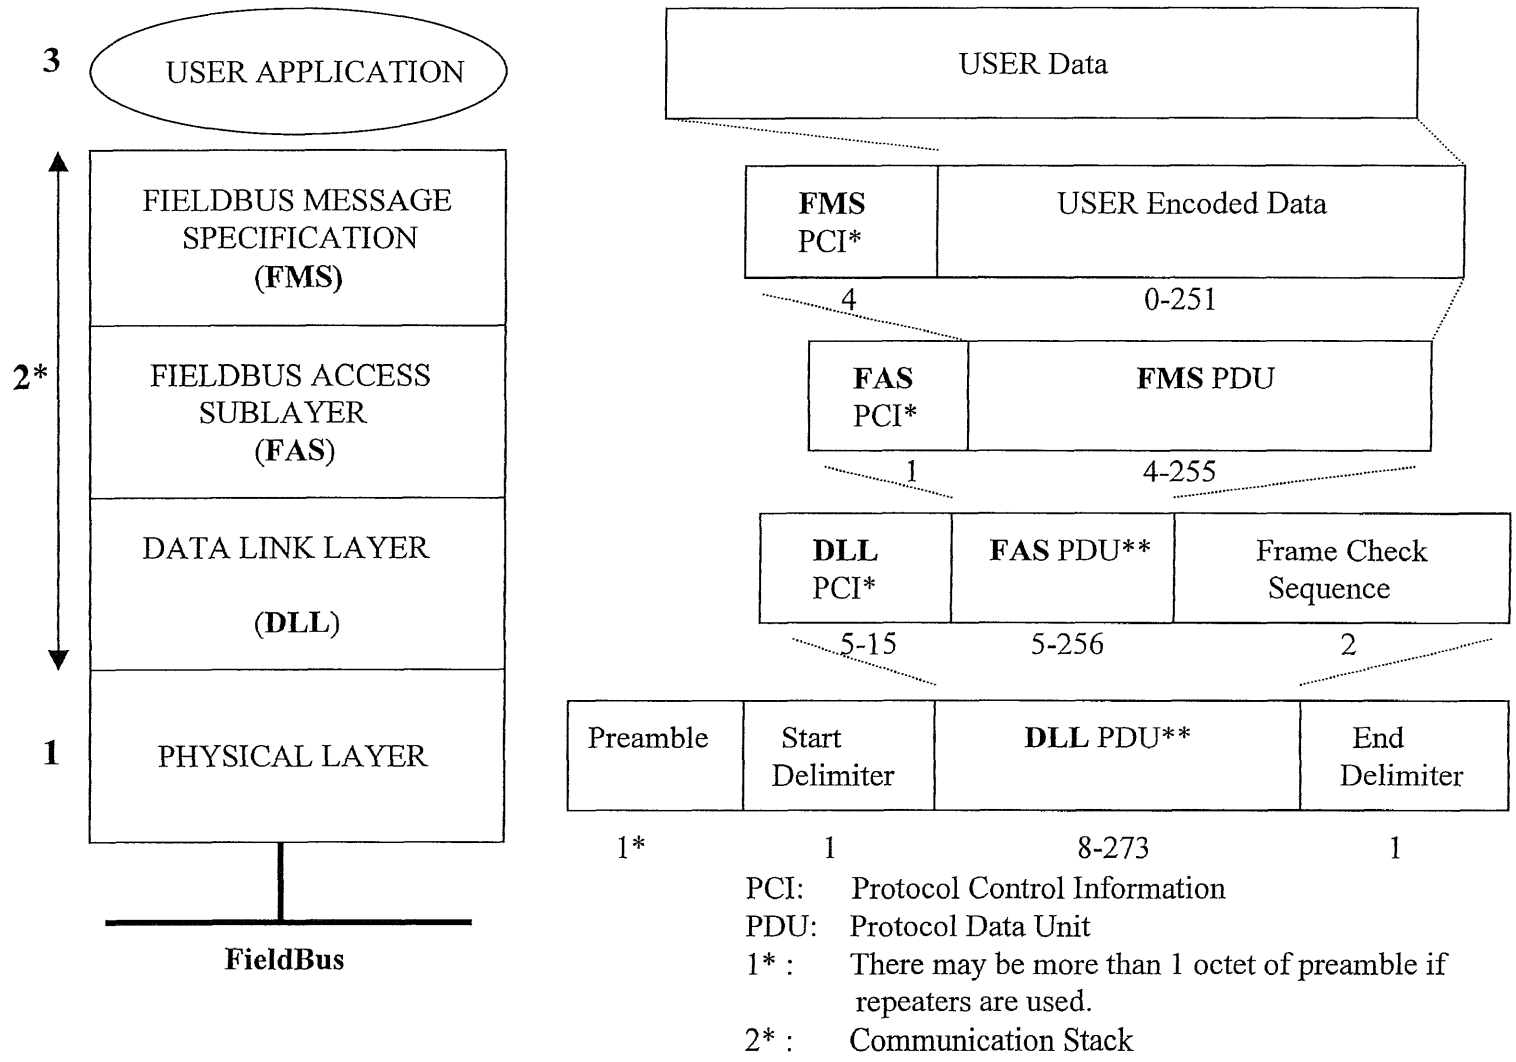 3
USER APPLICATION
FIELDBUS MESSAGE
SPECIFICATION
(FMS)
2*
FIELDBUS ACCESS
SUBLAYER
(FAS)
DATA LINK LAYER
(DLL)
1
PHYSICAL LAYER
FieldBus
USER Data
FMS
PCI*
USER Encoded Data
4
0-251
FAS
PCI*
FMS PDU
1
4-255
DLL
PCI*
FAS PDU**
Frame Check
Sequence
5-15
5-256
2
Preamble
Start
Delimiter
DLL PDU**
End
Delimiter
1*
1
8-273
1
PCI: Protocol Control Information
PDU: Protocol Data Unit
1* : There may be more than 1 octet of preamble if
repeaters are used.
2* : Communication Stack